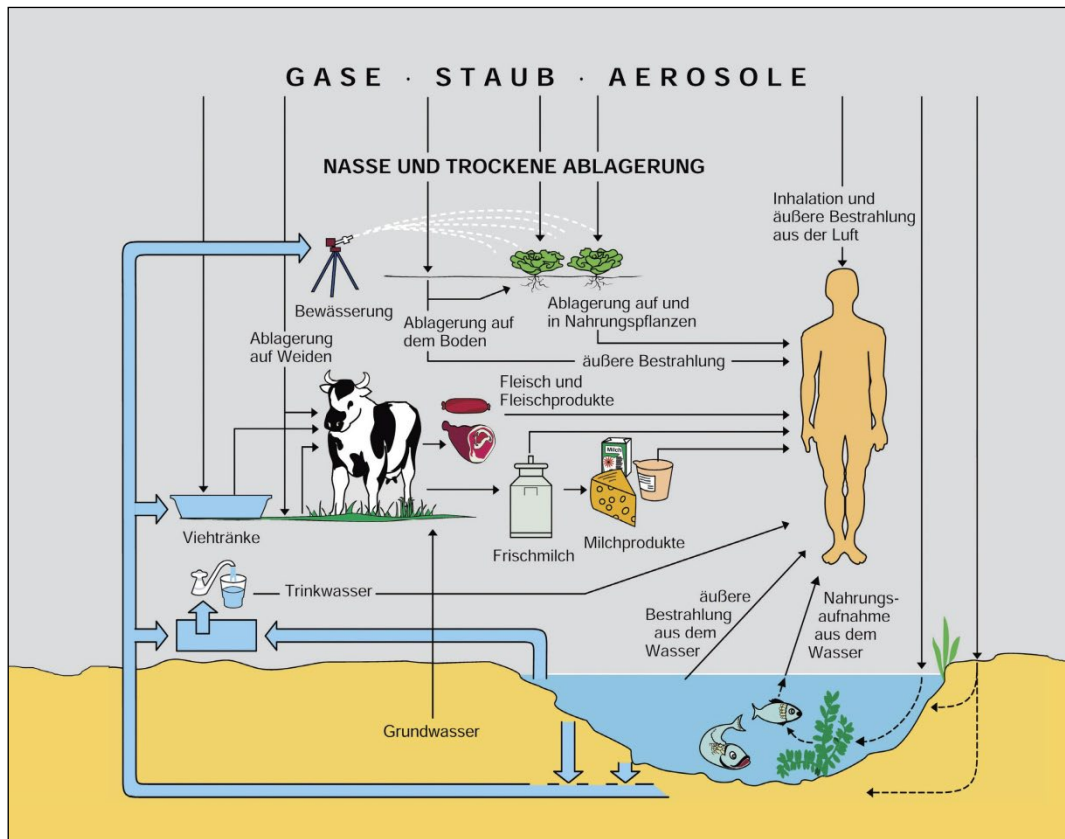 GASE · STAUB · AEROSOLE
NASSE UND TROCKENE ABLAGERUNG
Inhalation und
äußere Bestrahlung
aus der Luft
Bewässerung
Ablagerung auf
dem Boden
Ablagerung auf und
in Nahrungspflanzen
Ablagerung
auf Weiden
äußere Bestrahlung
Fleisch und
Fleischprodukte
Milch
Viehtränke
Frischmilch
Milchprodukte
Trinkwasser
äußere
Bestrahlung
aus dem
Wasser
Nahrungs-
aufnahme
aus dem
Wasser
Grundwasser